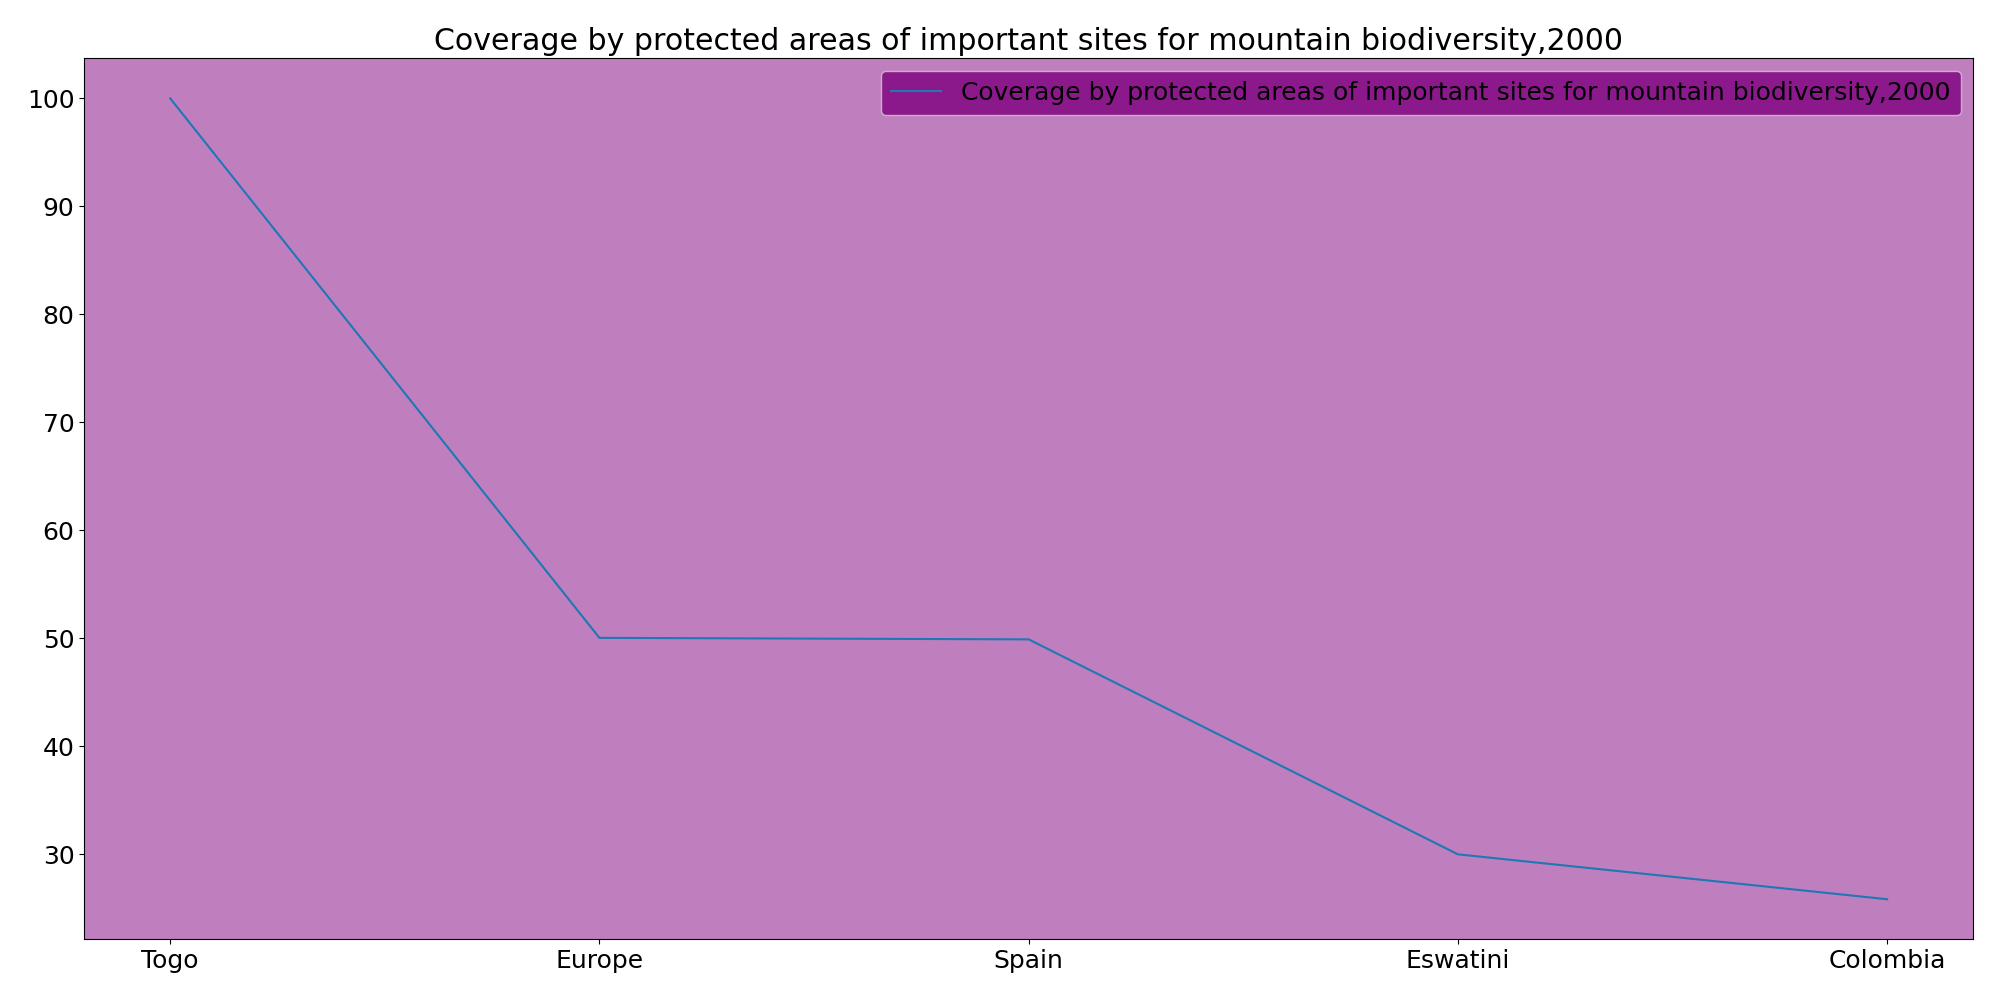 Coverage by protected areas of important sites for mountain biodiversity,2000
Coverage by protected areas of important sites for mountain biodiversity,2000
100
90
80
70
60
50
40
30
Togo Europe Spain Eswatini Colombia